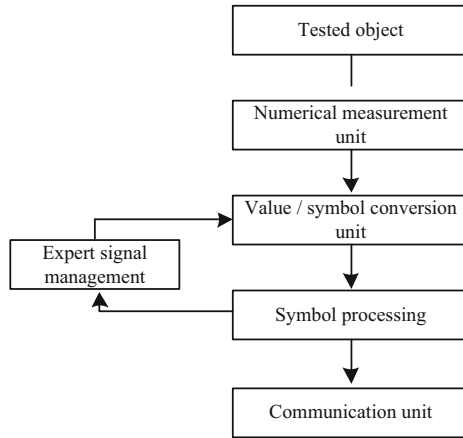 Tested object
Numerical measurement
unit
Value / symbol conversion
unit
Expert signal
management
Symbol processing
Communication unit